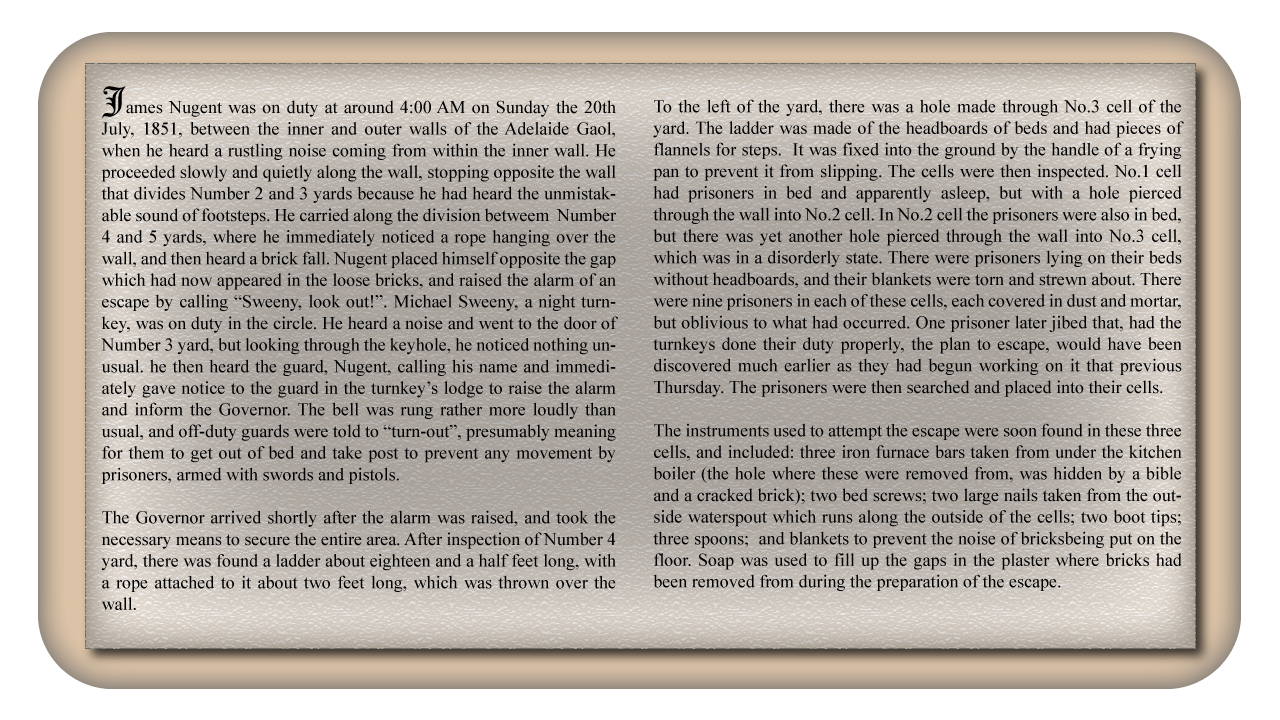 James Nugent was on duty at around 4:00 AM on Sunday the 20th
July, 1851, between the inner and outer walls of the Adelaide Gaol,
when he heard a rustling noise coming from within the inner wall. He
proceeded slowly and quietly along the wall, stopping opposite the wall
that divides Number 2 and 3 yards because he had heard the unmistak-
able sound of footsteps. He carried along the division betweem  Number
4 and 5 yards, where he immediately noticed a rope hanging over the
wall, and then heard a brick fall. Nugent placed himself opposite the gap
which had now appeared in the loose bricks, and raised the alarm of an
escape by calling “Sweeny, look out!”. Michael Sweeny, a night turn-
key, was on duty in the circle. He heard a noise and went to the door of
Number 3 yard, but looking through the keyhole, he noticed nothing un-
usual. he then heard the guard, Nugent, calling his name and immedi-
ately gave notice to the guard in the turnkey’s lodge to raise the alarm
and inform the Governor. The bell was rung rather more loudly than
usual, and off-duty guards were told to “turn-out”, presumably meaning
for them to get out of bed and take post to prevent any movement by
prisoners, armed with swords and pistols.

The Governor arrived shortly after the alarm was raised, and took the
necessary means to secure the entire area. After inspection of Number 4
yard, there was found a ladder about eighteen and a half feet long, with
a rope attached to it about two feet long, which was thrown over the
wall.

To the left of the yard, there was a hole made through No.3 cell of the
yard. The ladder was made of the headboards of beds and had pieces of
flannels for steps.  It was fixed into the ground by the handle of a frying
pan to prevent it from slipping. The cells were then inspected. No.1 cell
had prisoners in bed and apparently asleep, but with a hole pierced
through the wall into No.2 cell. In No.2 cell the prisoners were also in bed,
but there was yet another hole pierced through the wall into No.3 cell,
which was in a disorderly state. There were prisoners lying on their beds
without headboards, and their blankets were torn and strewn about. There
were nine prisoners in each of these cells, each covered in dust and mortar,
but oblivious to what had occurred. One prisoner later jibed that, had the
turnkeys done their duty properly, the plan to escape, would have been
discovered much earlier as they had begun working on it that previous
Thursday. The prisoners were then searched and placed into their cells.

The instruments used to attempt the escape were soon found in these three
cells, and included: three iron furnace bars taken from under the kitchen
boiler (the hole where these were removed from, was hidden by a bible
and a cracked brick); two bed screws; two large nails taken from the out-
side waterspout which runs along the outside of the cells; two boot tips;
three spoons;  and blankets to prevent the noise of bricksbeing put on the
floor. Soap was used to fill up the gaps in the plaster where bricks had
been removed from during the preparation of the escape.